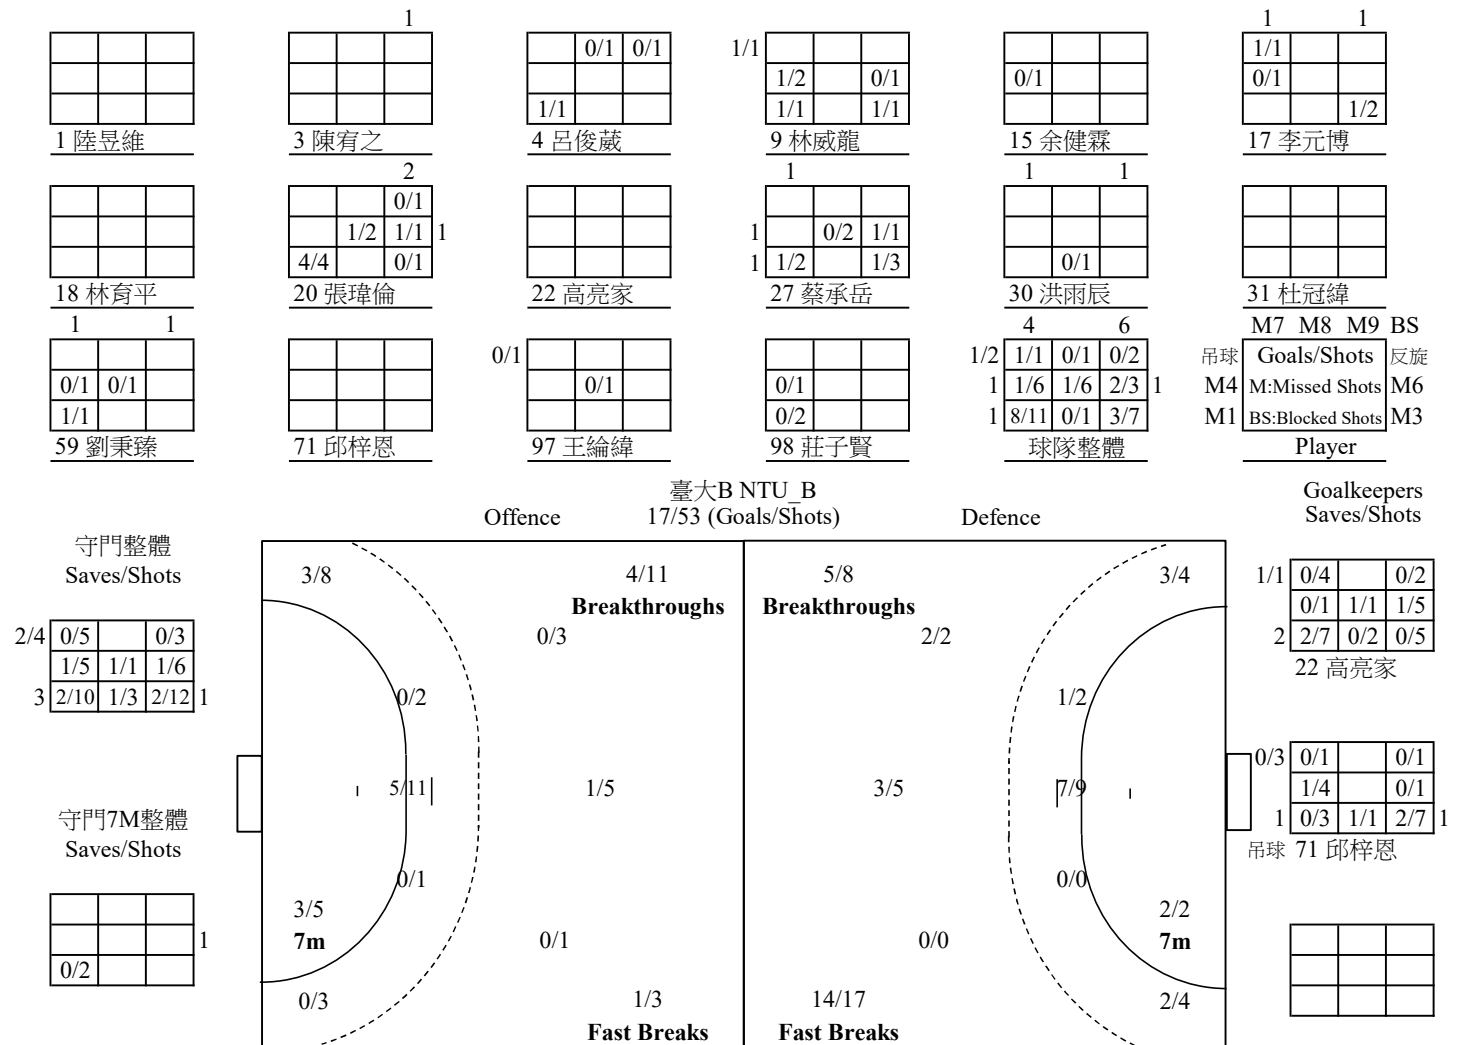 1 1 1
0/1 0/1 1/1 1/1
1/2 0/1 0/1 0/1
1/1 1/1 1/1 1/2
1 陸昱維 3 陳宥之 4 呂俊葳 9 林威龍 15 余健霖 17 李元博
2 1 1 1
0/1
1/2 1/1 1 1 0/2 1/1
4/4 0/1 1 1/2 1/3 0/1
18 林育平 20 張瑋倫 22 高亮家 27 蔡承岳 30 洪雨辰 31 杜冠緯
1 1 4 6 M7 M8 M9 BS
0/1 1/2 1/1 0/1 0/2 吊球 Goals/Shots 反旋
0/1 0/1 0/1 0/1 1 1/6 1/6 2/3 1 M4 M:Missed Shots M6
1/1 0/2 1 8/11 0/1 3/7 M1 BS:Blocked Shots M3
59 劉秉臻 71 邱梓恩 97 王綸緯 98 莊子賢 球隊整體 Player
臺大B NTU_B
Offence 17/53 (Goals/Shots) Defence
Goalkeepers
Saves/Shots
守門整體
Saves/Shots
2/4 0/5 0/3
1/5 1/1 1/6
3 2/10 1/3 2/12 1
守門7M整體
Saves/Shots
1
0/2
3/8 4/11
Breakthroughs
0/3
0/2
5/11 1/5
0/1
3/5
7m
0/1
0/3 1/3
Fast Breaks
5/8 3/4
Breakthroughs
2/2
1/2
3/5 7/9
0/0
2/2
7m
0/0
14/17 2/4
Fast Breaks
1/1 0/4 0/2
0/1 1/1 1/5
2 2/7 0/2 0/5
22 高亮家
0/3 0/1 0/1
1/4 0/1
1 0/3 1/1 2/7 1
吊球 71 邱梓恩